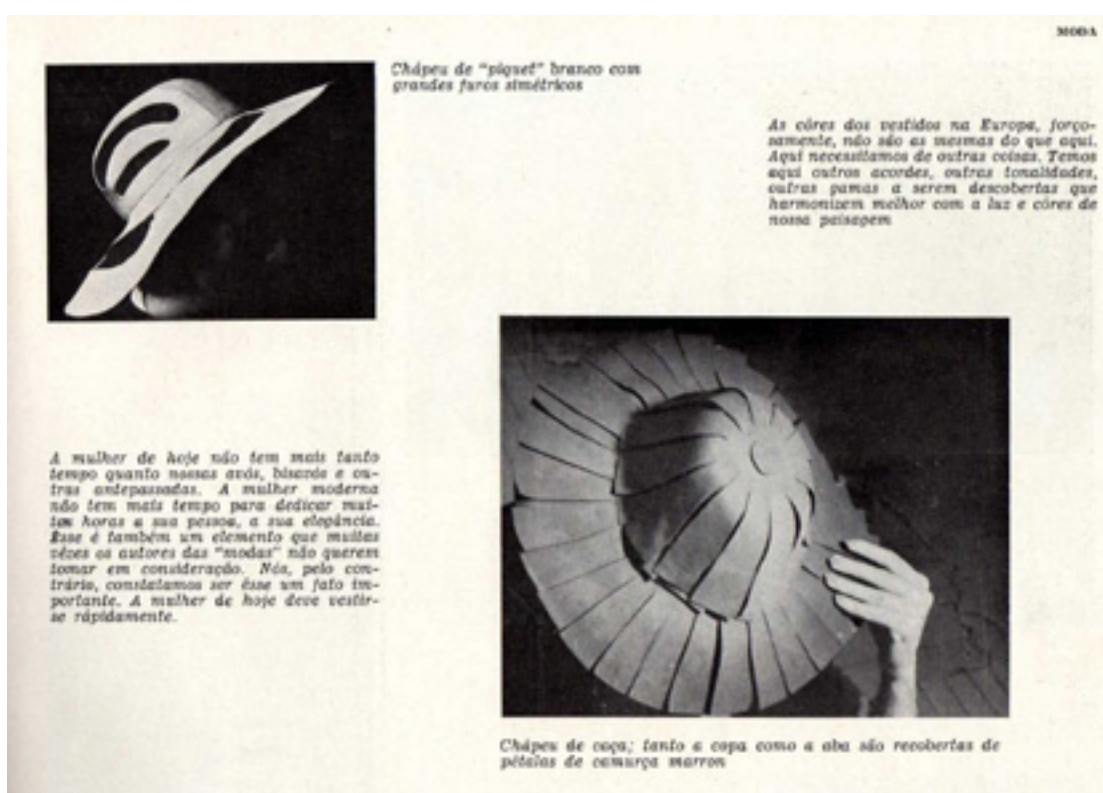 MODA
Chápeu de "piquet" branco com
grandes furos simétricos
As côres dos vestidos na Europa, forço-
samente, não são as mesmas do que aqui.
Aqui necessitamos de outras coisas. Temos
aqui outros acordes, outras tonalidades,
outras gamas a serem descobertas que
harmonizem melhor com a luz e côres de
nossa paisagem
A mulher de hoje não tem mais tanto
tempo quanto nossas avós, bisavós e ou-
tras antepassadas. A mulher moderna
não tem mais tempo para dedicar mui-
tas horas a sua pessoa, a sua elegância.
Esse é também um elemento que muitas
vêzes os autores das "modas" não querem
tomar em consideração. Nós, pelo con-
trário, constatamos ser êsse um fato im-
portante. A mulher de hoje deve vestir-
se rápidamente.
Chápeu de caça; tanto a copa como a aba são recobertas de
pétalas de camurça marron